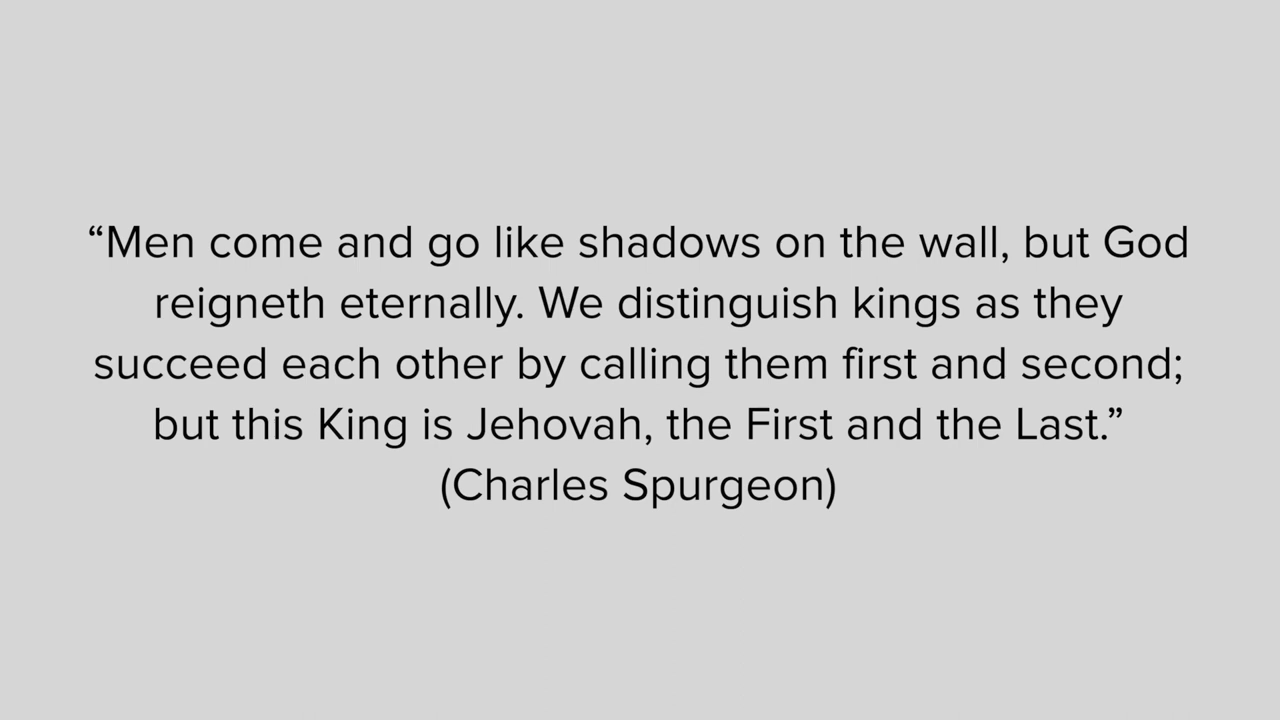 “Men come and go like shadows on the wall, but God
reigneth eternally. We distinguish kings as they
succeed each other by calling them first and second;
but this King is Jehovah, the First and the Last.”
(Charles Spurgeon)